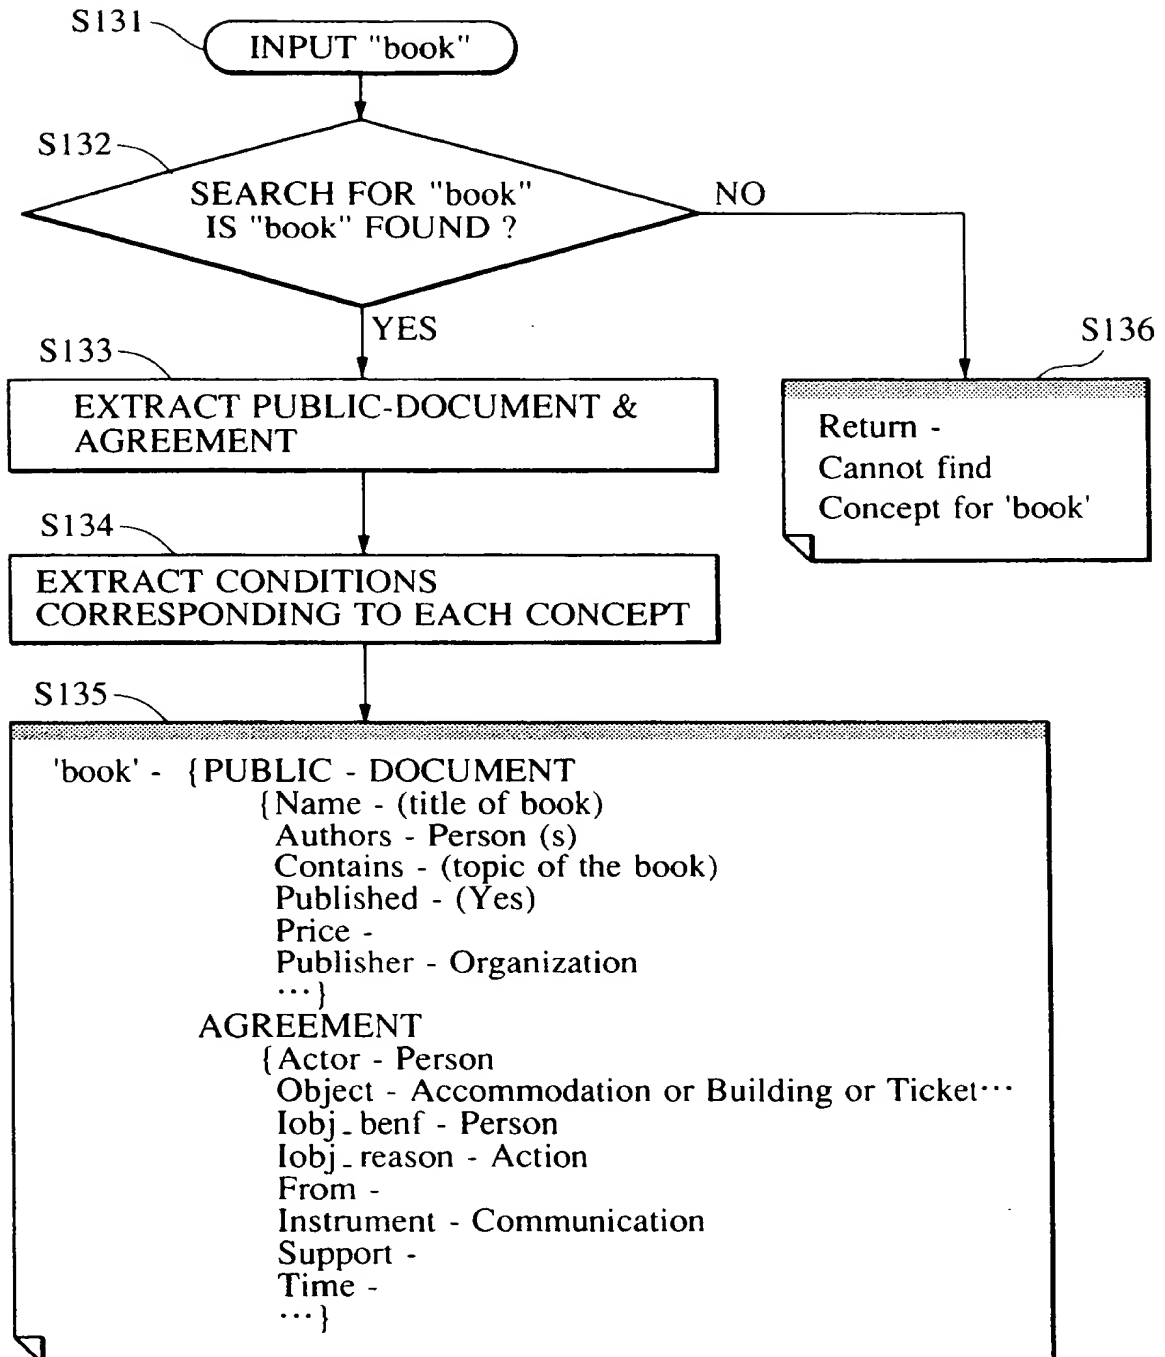 S131
INPUT "book"
S132
SEARCH FOR "book"
IS "book" FOUND ?
NO
YES
S133
EXTRACT PUBLIC-DOCUMENT &
AGREEMENT
S136
Return -
Cannot find
Concept for 'book'
S134
EXTRACT CONDITIONS
CORRESPONDING TO EACH CONCEPT
S135
'book' - {PUBLIC - DOCUMENT
{Name - (title of book)
Authors - Person (s)
Contains - (topic of the book)
Published - (Yes)
Price -
Publisher - Organization
···}
AGREEMENT
{Actor - Person
Object - Accommodation or Building or Ticket···
Iobj_benf - Person
Iobj_reason - Action
From -
Instrument - Communication
Support -
Time -
···}